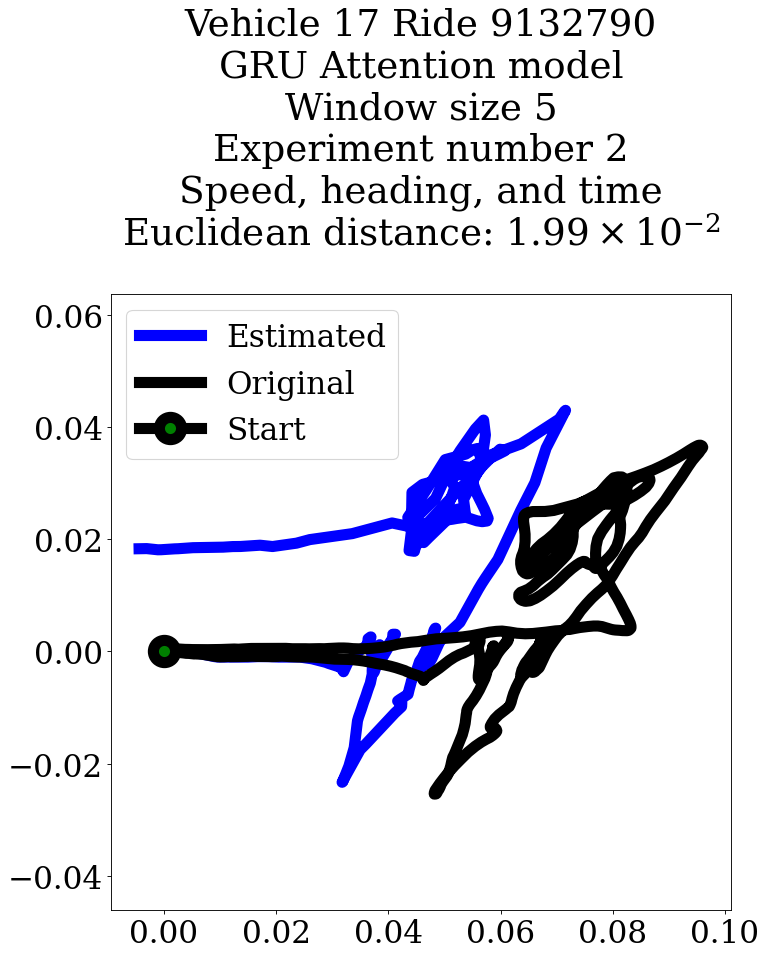 Vehicle 17 Ride 9132790
GRU Attention model
Window size 5
Experiment number 2
Speed, heading, and time
Euclidean distance: 1.99 × 10⁻²
0.06
0.04
0.02
0.00
−0.02
−0.04
Estimated
Original
Start
0.00 0.02 0.04 0.06 0.08 0.10